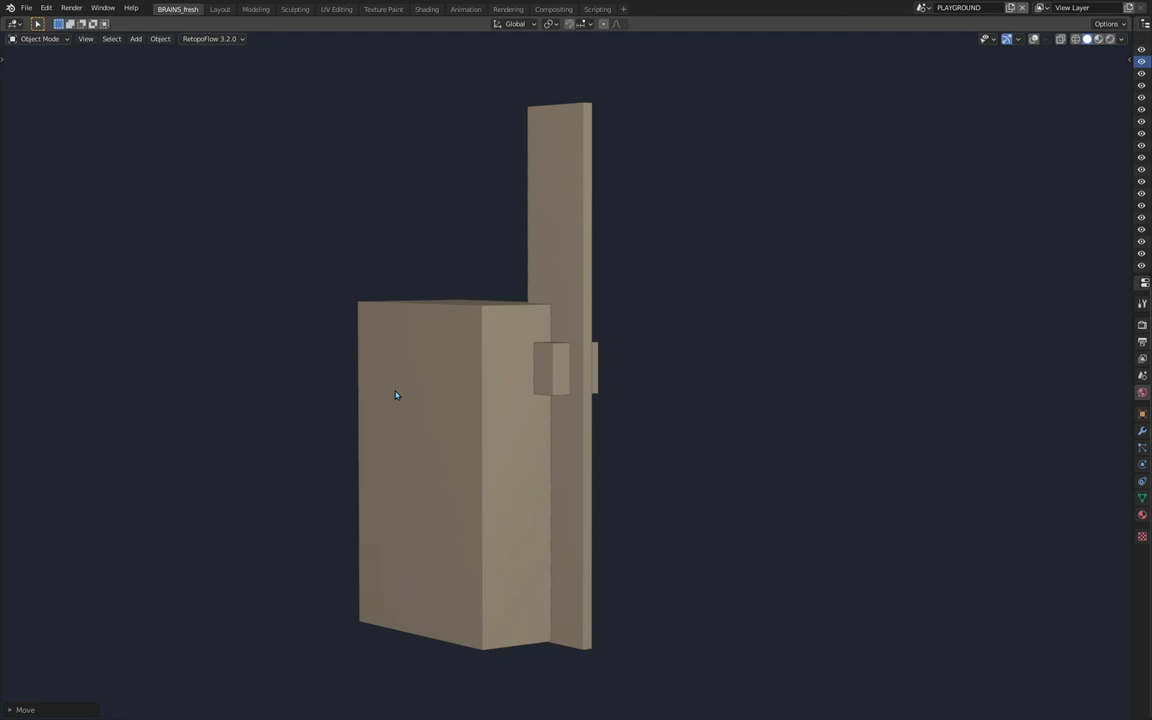 File Edit Render Window Help BRAINS_fresh Layout Modeling Sculpting UV Editing Texture Paint Shading Animation Rendering Compositing Scripting + PLAYGROUND View Layer
Global Options
Object Mode View Select Add Object RetopoFlow 3.2.0
Move